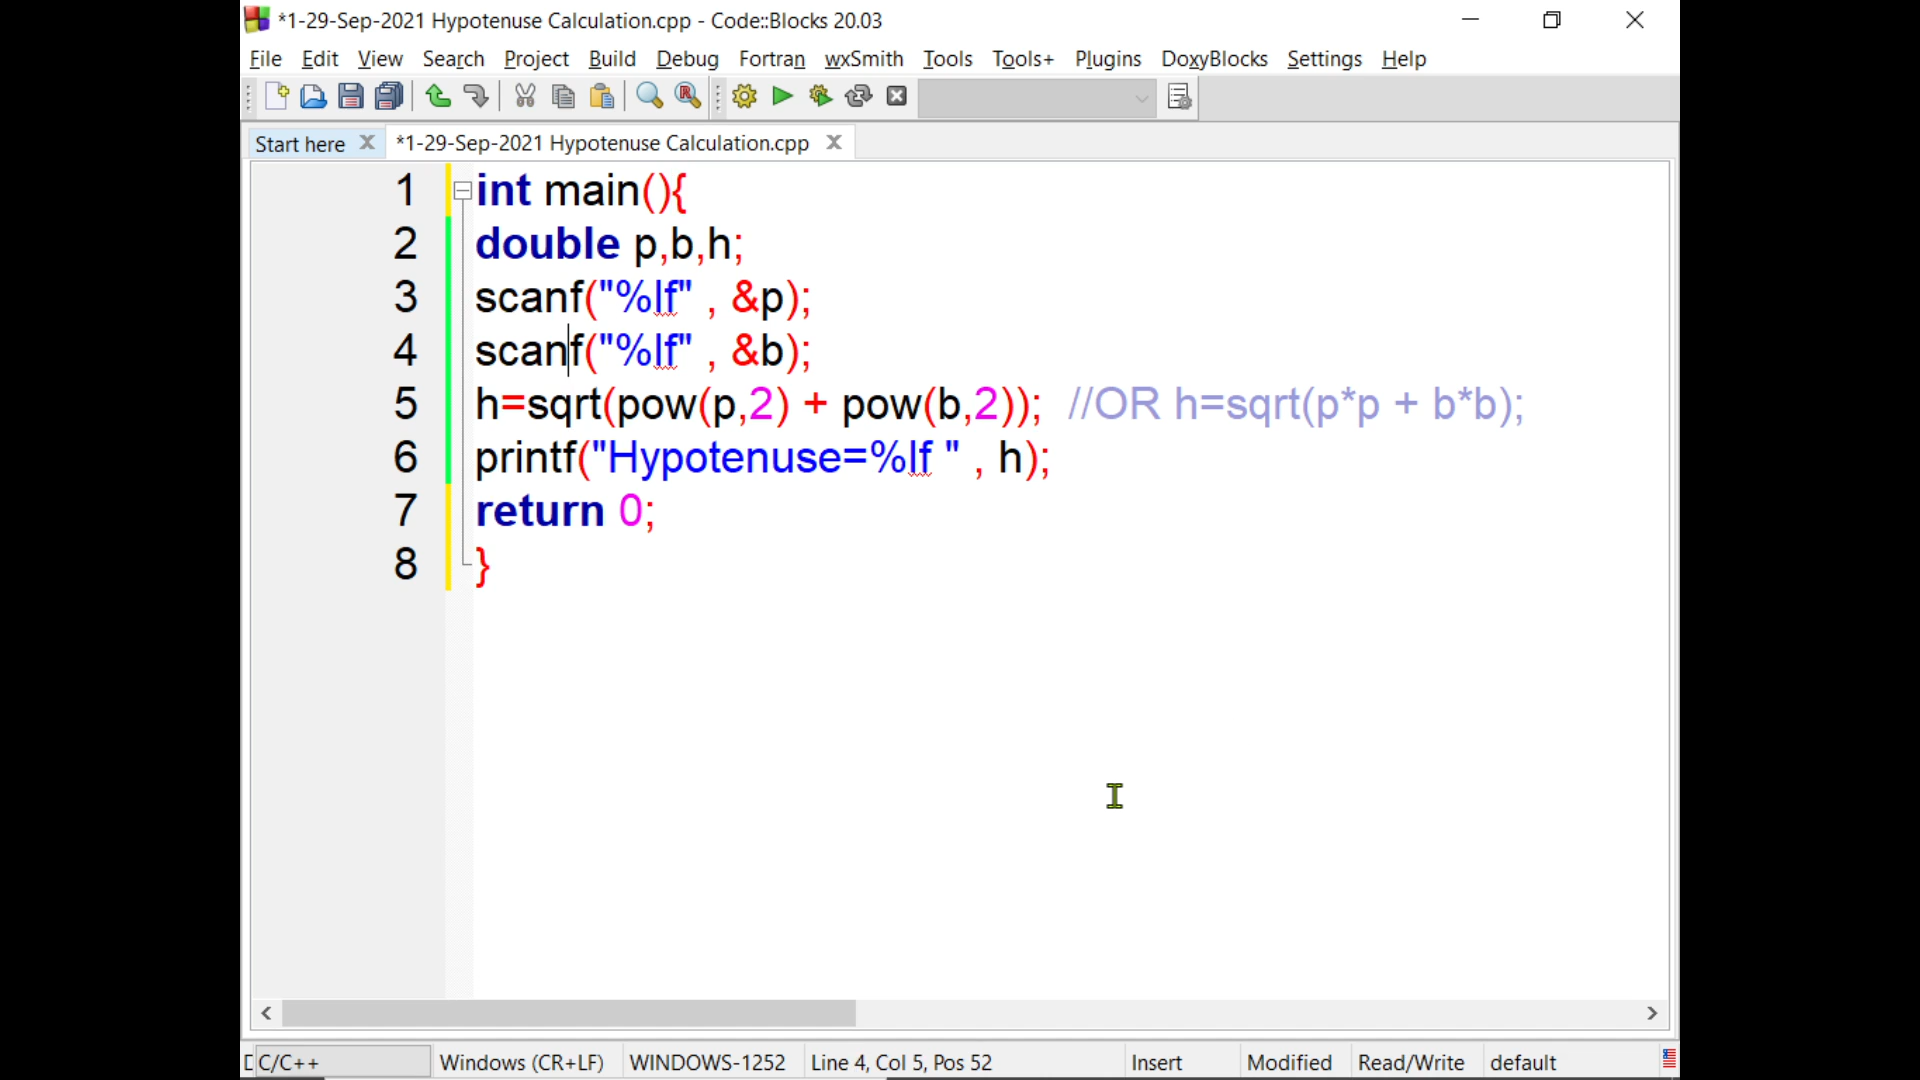 *1-29-Sep-2021 Hypotenuse Calculation.cpp - Code::Blocks 20.03
File Edit View Search Project Build Debug Fortran wxSmith Tools Tools+ Plugins DoxyBlocks Settings Help
Start here *1-29-Sep-2021 Hypotenuse Calculation.cpp
1 int main(){
2 double p,b,h;
3 scanf("%lf" , &p);
4 scanf("%lf" , &b);
5 h=sqrt(pow(p,2) + pow(b,2)); //OR h=sqrt(p*p + b*b);
6 printf("Hypotenuse=%lf " , h);
7 return 0;
8 }
C/C++ Windows (CR+LF) WINDOWS-1252 Line 4, Col 5, Pos 52 Insert Modified Read/Write default